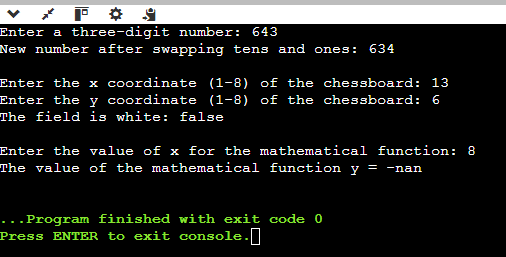 Enter a three-digit number: 643
New number after swapping tens and ones: 634
Enter the x coordinate (1-8) of the chessboard: 13
Enter the y coordinate (1-8) of the chessboard: 6
The field is white: false
Enter the value of x for the mathematical function: 8
The value of the mathematical function y = -nan
...Program finished with exit code 0
Press ENTER to exit console.